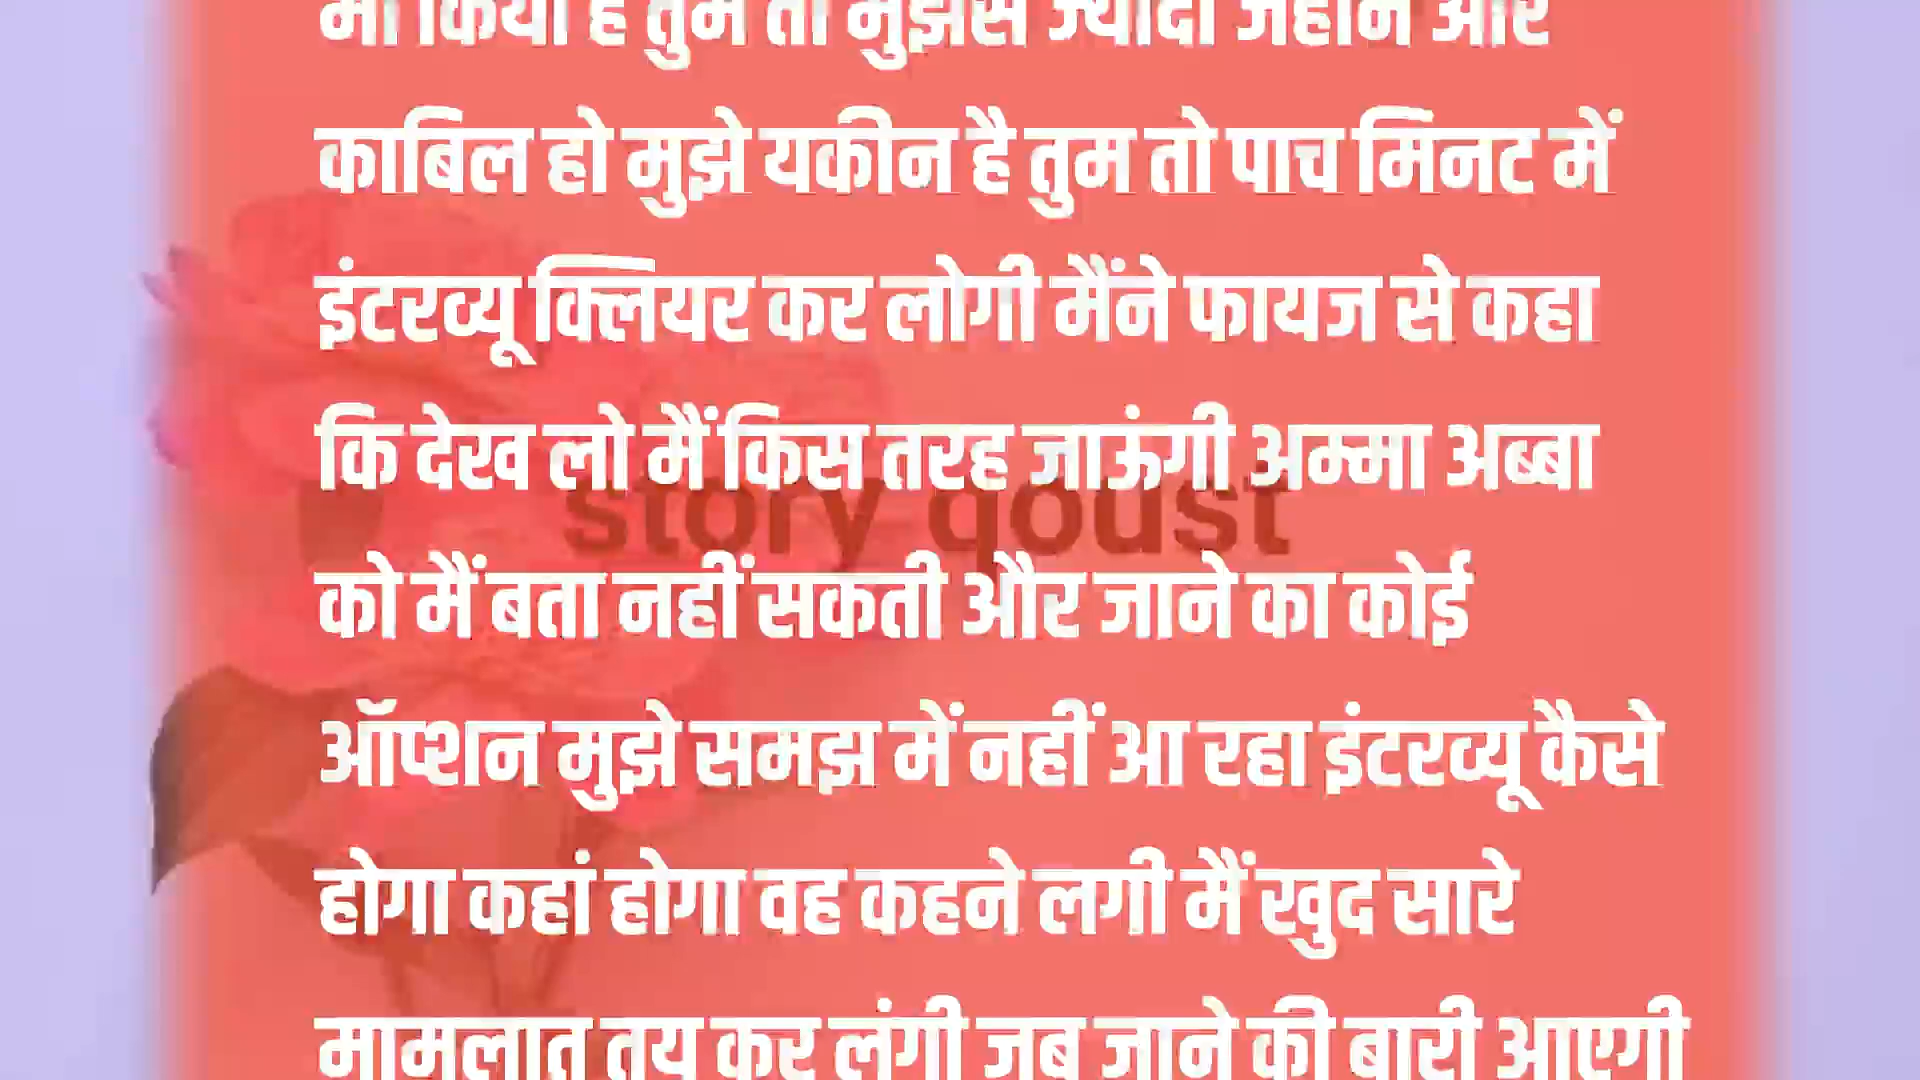 भी किया है तुम तो मुझसे ज्यादा जहीन और
काबिल हो मुझे यकीन है तुम तो पाच मिनट में
इंटरव्यू क्लियर कर लोगी मैंने फायज से कहा
कि देख लो मैं किस तरह जाऊंगी अम्मा अब्बा
story qoust
को मैं बता नहीं सकती और जाने का कोई
ऑप्शन मुझे समझ में नहीं आ रहा इंटरव्यू कैसे
होगा कहां होगा वह कहने लगी मैं खुद सारे
मामलात तय कर लूंगी जब जाने की बारी आएगी